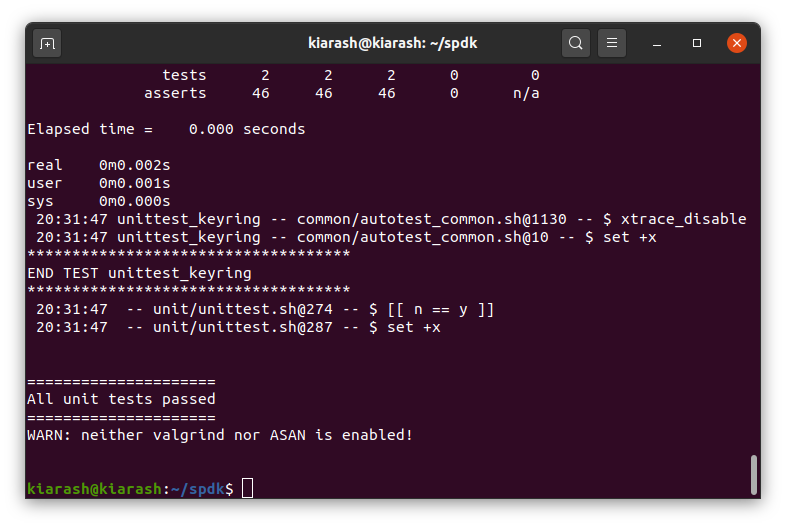 kiarash@kiarash: ~/spdk
tests 2 2 2 0 0
asserts 46 46 46 0 n/a
Elapsed time = 0.000 seconds
real 0m0.002s
user 0m0.001s
sys 0m0.000s
20:31:47 unittest_keyring -- common/autotest_common.sh@1130 -- $ xtrace_disable
20:31:47 unittest_keyring -- common/autotest_common.sh@10 -- $ set +x
************************************
END TEST unittest_keyring
************************************
20:31:47 -- unit/unittest.sh@274 -- $ [[ n == y ]]
20:31:47 -- unit/unittest.sh@287 -- $ set +x
=====================
All unit tests passed
=====================
WARN: neither valgrind nor ASAN is enabled!
kiarash@kiarash:~/spdk$